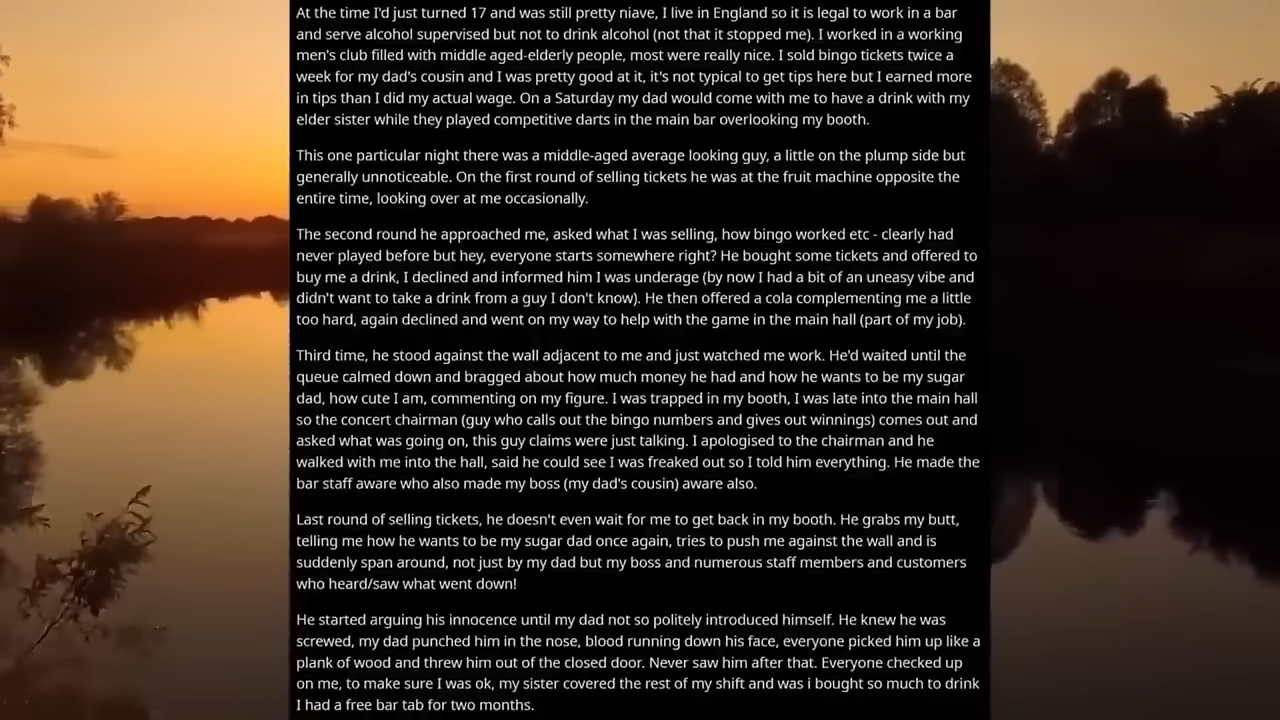 At the time I'd just turned 17 and was still pretty niave, I live in England so it is legal to work in a bar
and serve alcohol supervised but not to drink alcohol (not that it stopped me). I worked in a working
men's club filled with middle aged-elderly people, most were really nice. I sold bingo tickets twice a
week for my dad's cousin and I was pretty good at it, it's not typical to get tips here but I earned more
in tips than I did my actual wage. On a Saturday my dad would come with me to have a drink with my
elder sister while they played competitive darts in the main bar overlooking my booth.
This one particular night there was a middle-aged average looking guy, a little on the plump side but
generally unnoticeable. On the first round of selling tickets he was at the fruit machine opposite the
entire time, looking over at me occasionally.
The second round he approached me, asked what I was selling, how bingo worked etc - clearly had
never played before but hey, everyone starts somewhere right? He bought some tickets and offered to
buy me a drink, I declined and informed him I was underage (by now I had a bit of an uneasy vibe and
didn't want to take a drink from a guy I don't know). He then offered a cola complementing me a little
too hard, again declined and went on my way to help with the game in the main hall (part of my job).
Third time, he stood against the wall adjacent to me and just watched me work. He'd waited until the
queue calmed down and bragged about how much money he had and how he wants to be my sugar
dad, how cute I am, commenting on my figure. I was trapped in my booth, I was late into the main hall
so the concert chairman (guy who calls out the bingo numbers and gives out winnings) comes out and
asked what was going on, this guy claims were just talking. I apologised to the chairman and he
walked with me into the hall, said he could see I was freaked out so I told him everything. He made the
bar staff aware who also made my boss (my dad's cousin) aware also.
Last round of selling tickets, he doesn't even wait for me to get back in my booth. He grabs my butt,
telling me how he wants to be my sugar dad once again, tries to push me against the wall and is
suddenly span around, not just by my dad but my boss and numerous staff members and customers
who heard/saw what went down!
He started arguing his innocence until my dad not so politely introduced himself. He knew he was
screwed, my dad punched him in the nose, blood running down his face, everyone picked him up like a
plank of wood and threw him out of the closed door. Never saw him after that. Everyone checked up
on me, to make sure I was ok, my sister covered the rest of my shift and was i bought so much to drink
I had a free bar tab for two months.